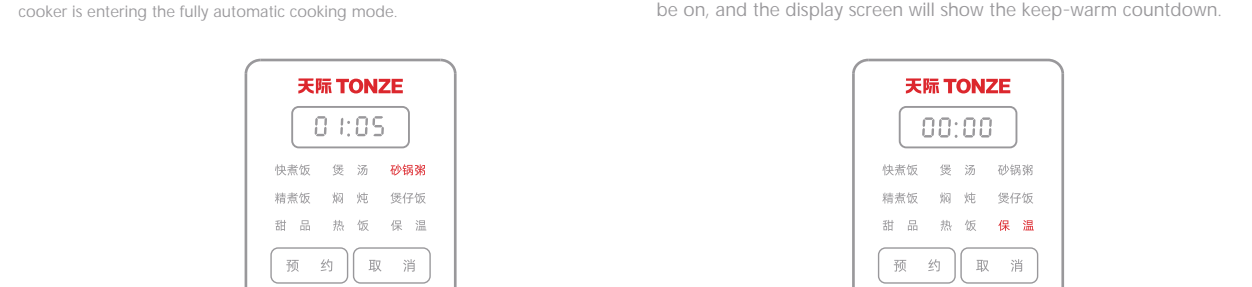 cooker is entering the fully automatic cooking mode.
天际 TONZE
01:05
快煮饭 煲 汤 砂锅粥
精煮饭 焖 炖 煲仔饭
甜 品 热 饭 保 温
预 约 取 消
be on, and the display screen will show the keep-warm countdown.
天际 TONZE
00:00
快煮饭 煲 汤 砂锅粥
精煮饭 焖 炖 煲仔饭
甜 品 热 饭 保 温
预 约 取 消